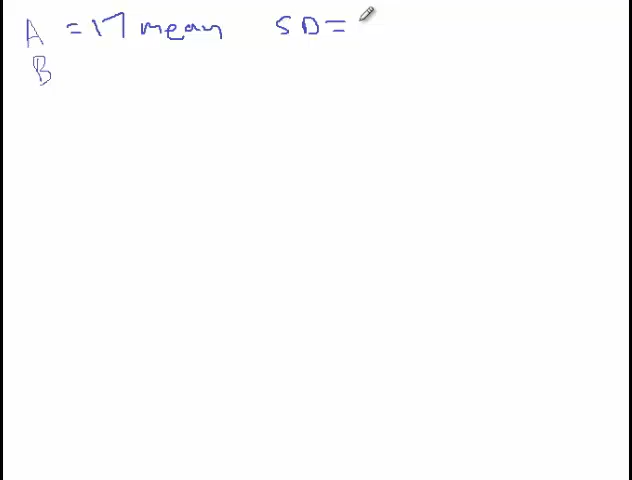 A = 17 mean SD =
B